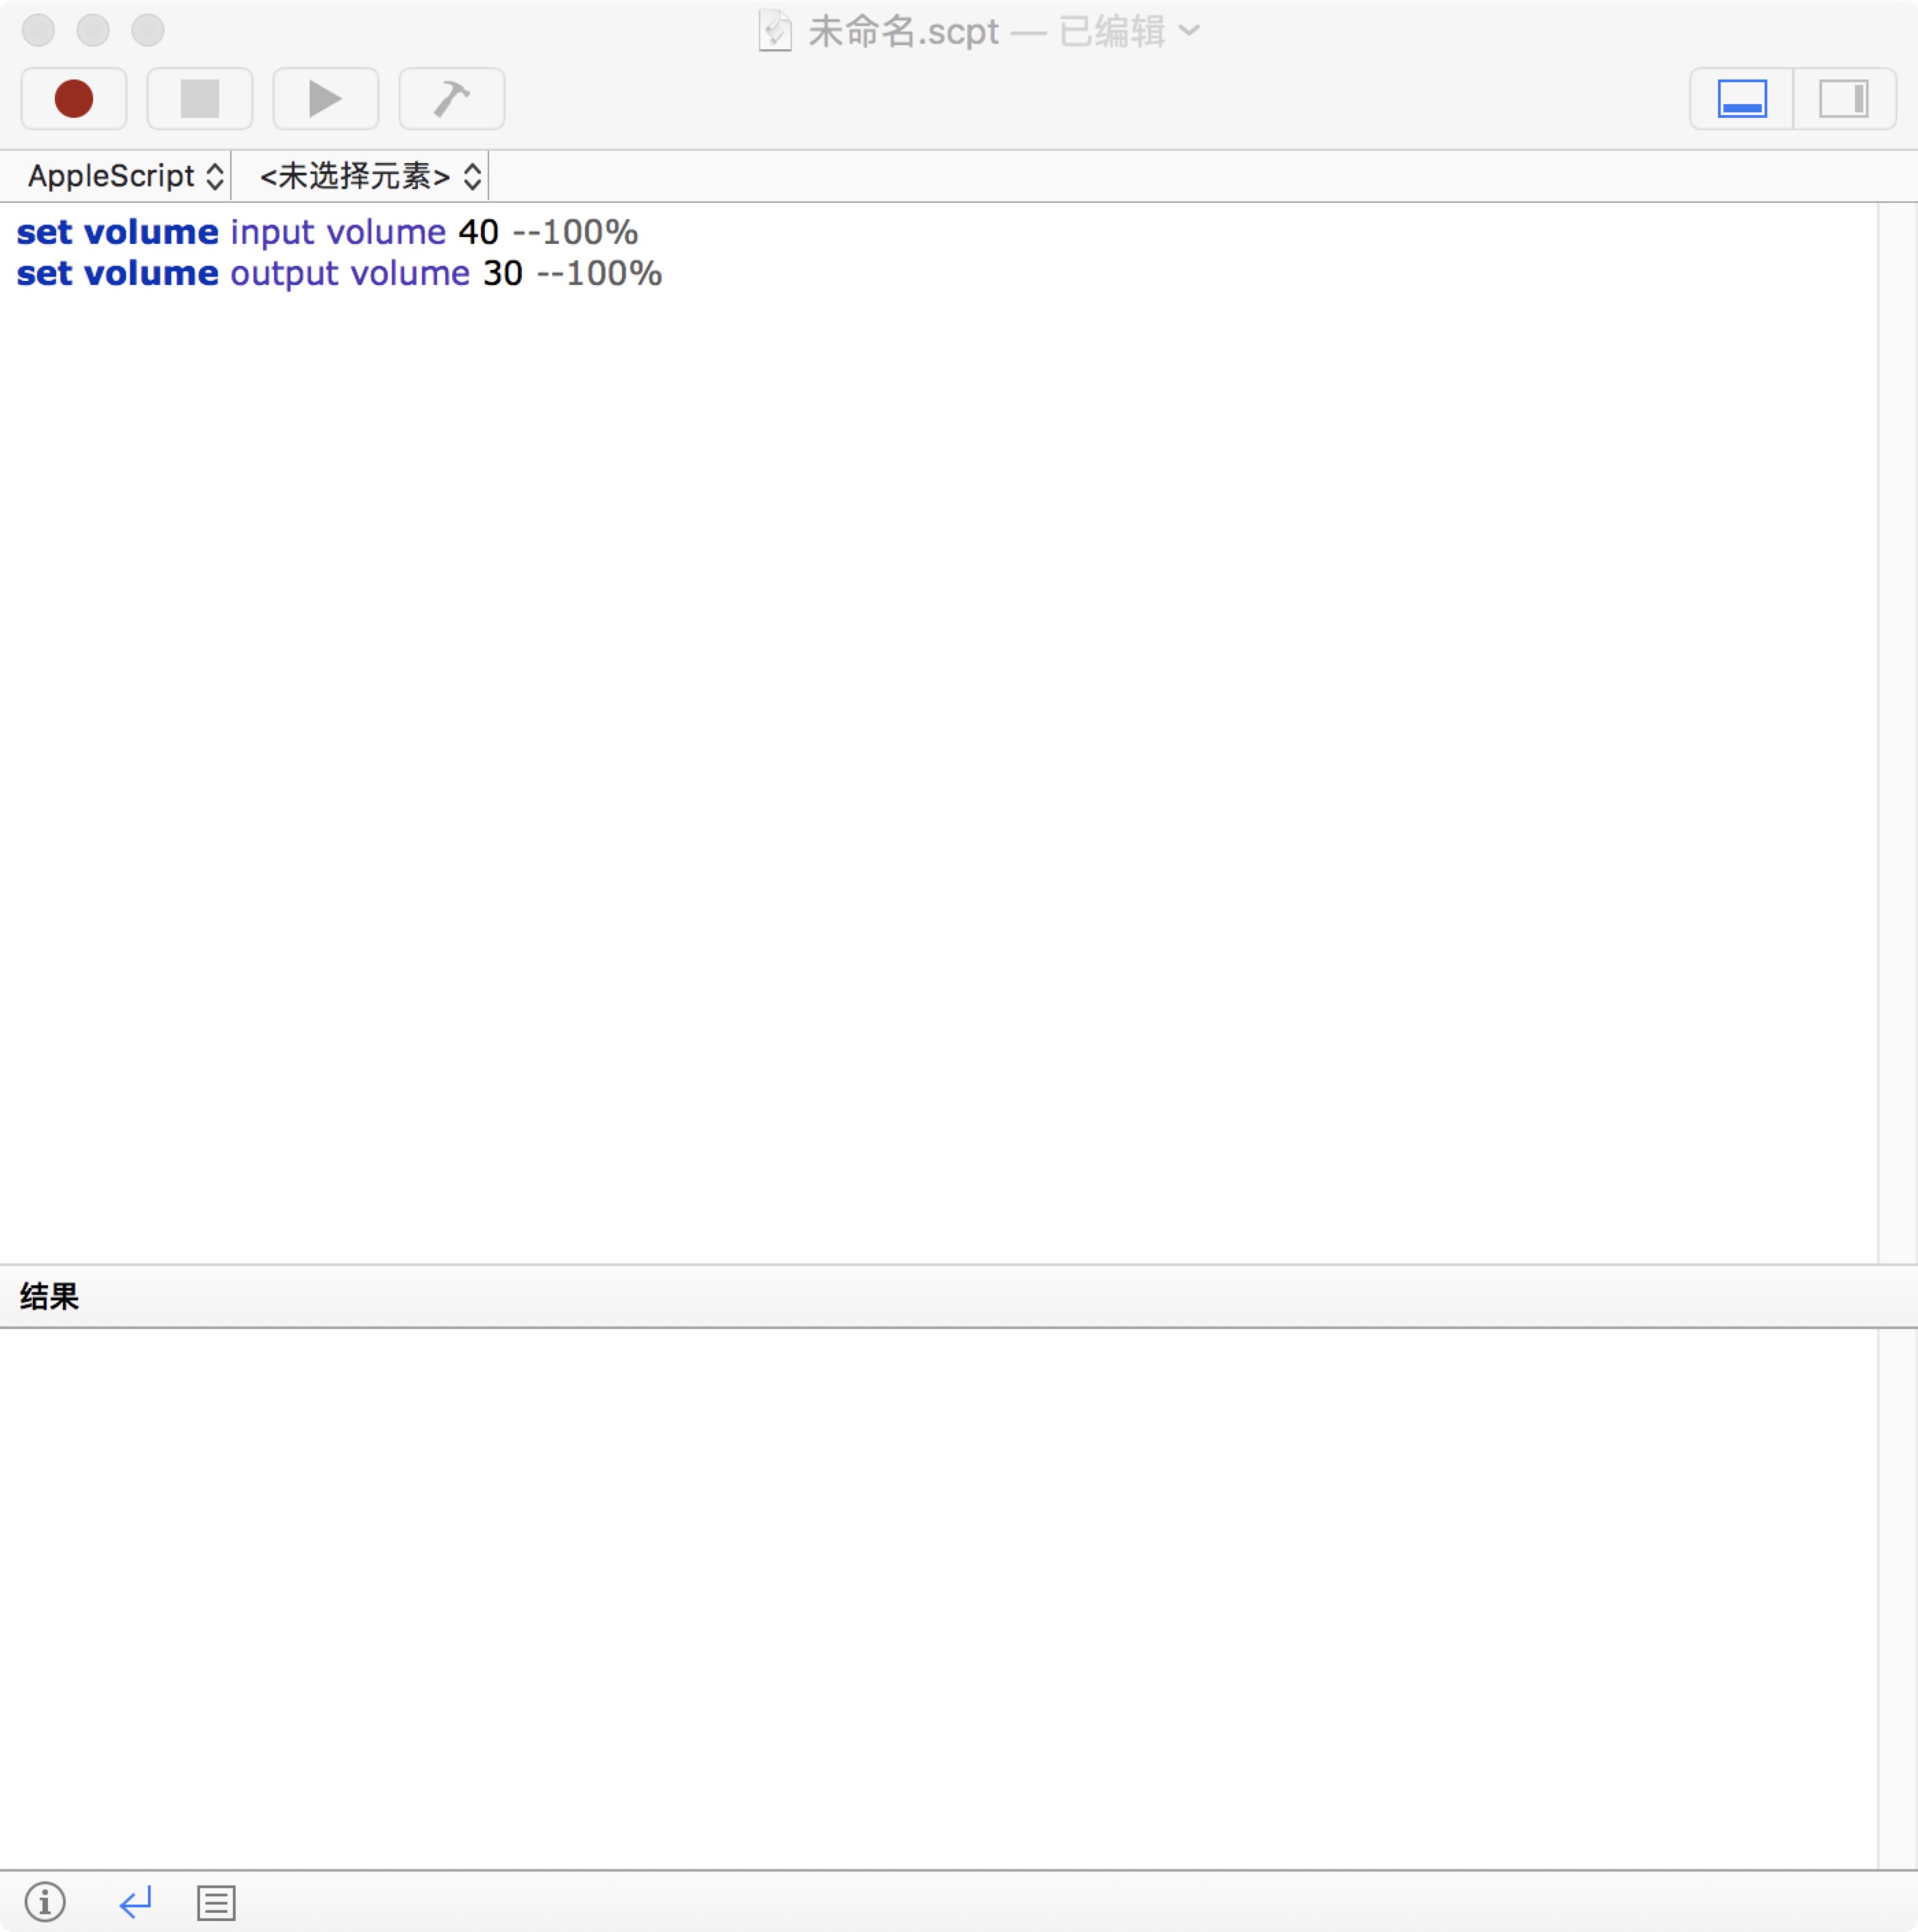 未命名.scpt — 已编辑
AppleScript <未选择元素>
set volume input volume 40 --100%
set volume output volume 30 --100%
结果